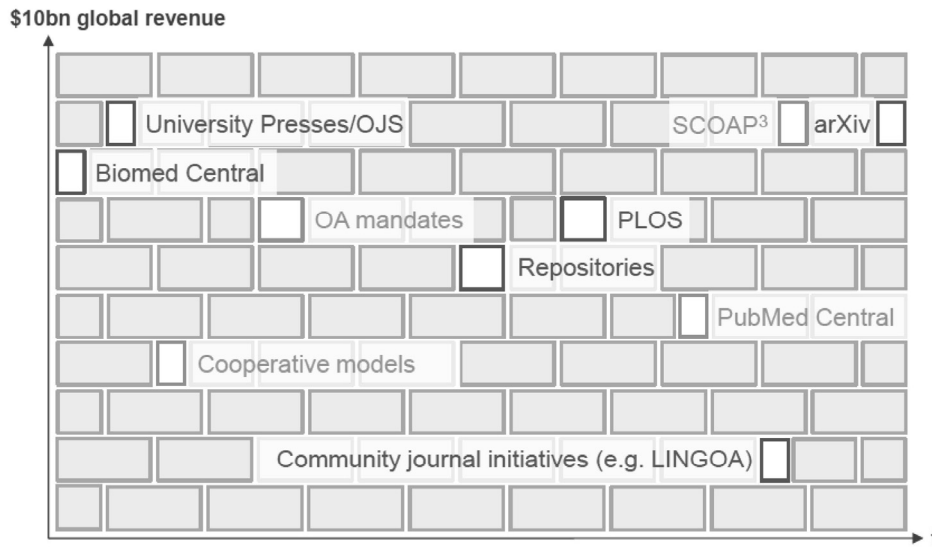 $10bn global revenue
University Presses/OJS
SCOAP³
arXiv
Biomed Central
OA mandates
PLOS
Repositories
PubMed Central
Cooperative models
Community journal initiatives (e.g. LINGOA)